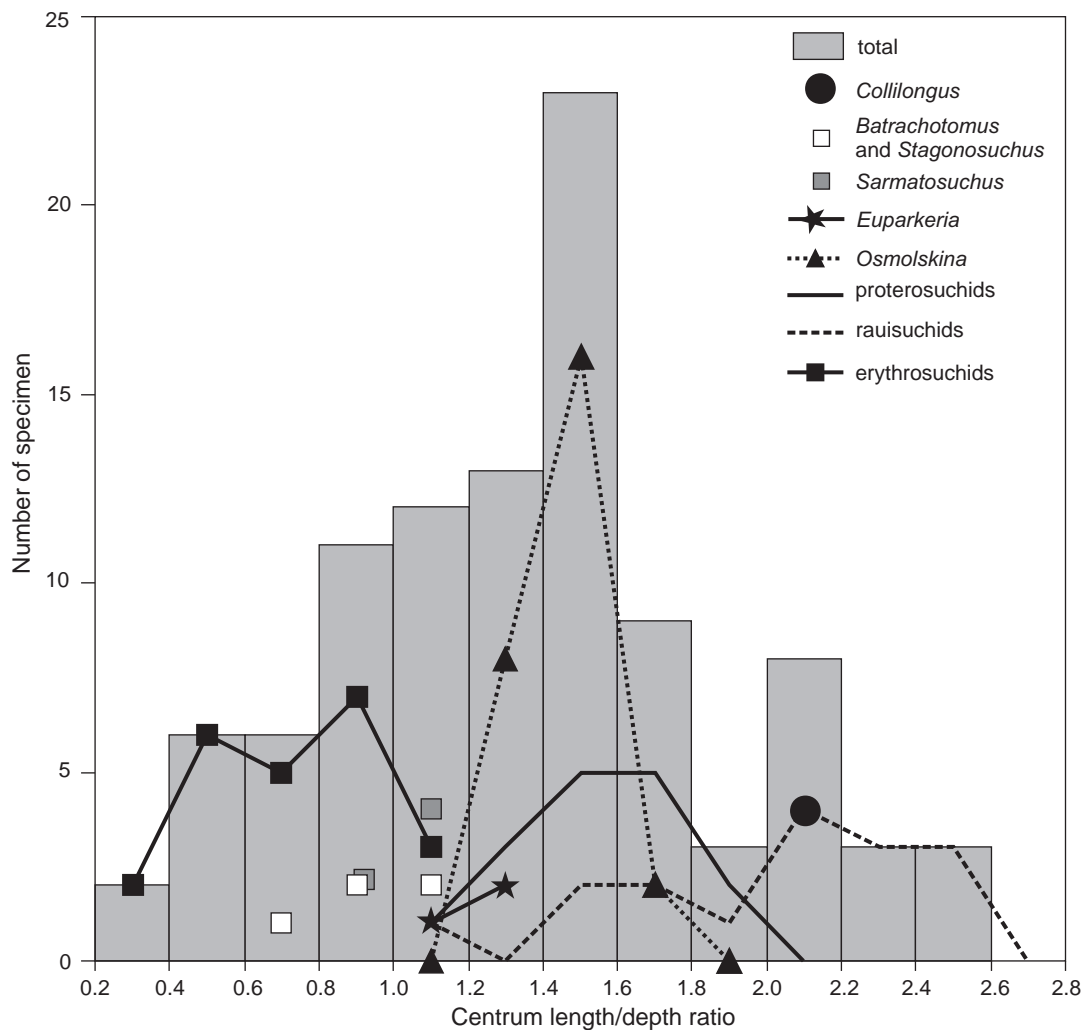 25
20
15
10
5
0
Number of specimen
total
Collilongus
Batrachotomus
and Stagonosuchus
Sarmatosuchus
Euparkeria
Osmolskina
proterosuchids
rauisuchids
erythrosuchids
0.2 0.4 0.6 0.8 1.0 1.2 1.4 1.6 1.8 2.0 2.2 2.4 2.6 2.8
Centrum length/depth ratio